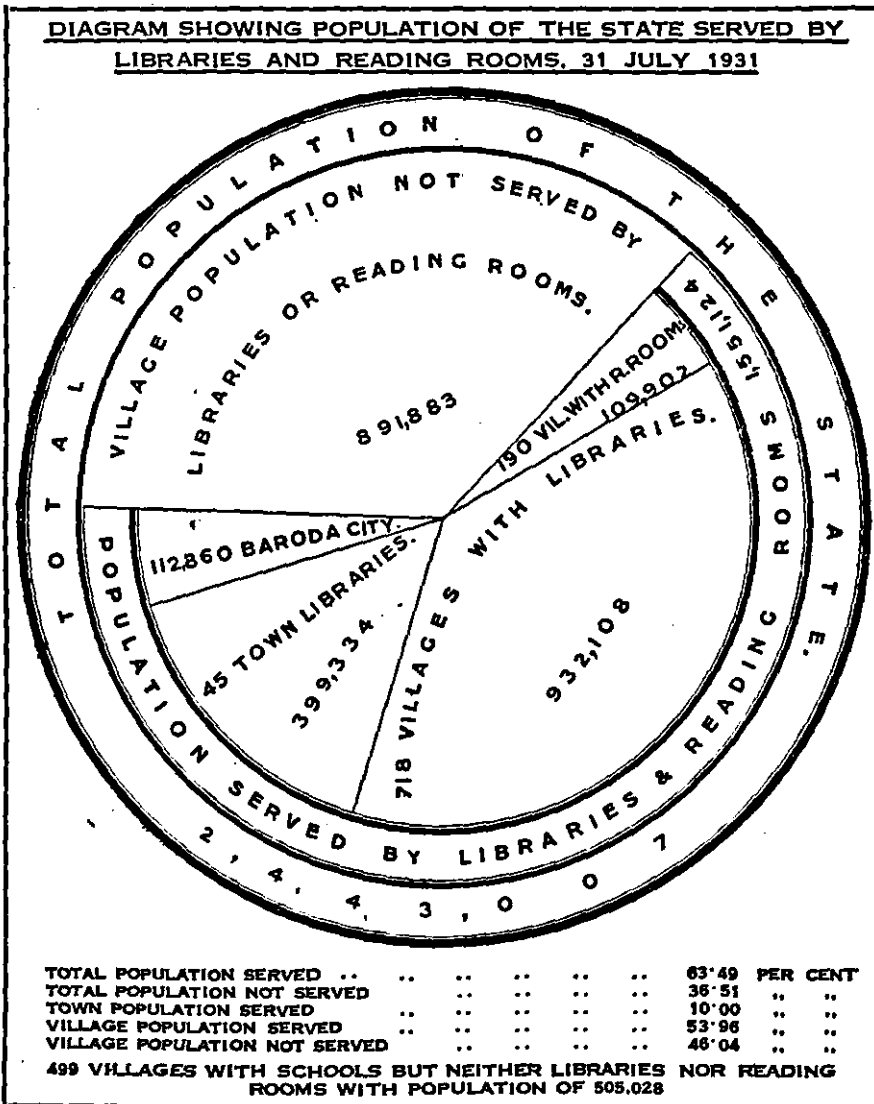 DIAGRAM SHOWING POPULATION OF THE STATE SERVED BY
LIBRARIES AND READING ROOMS. 31 JULY 1931
TOTAL POPULATION OF THE STATE.
2,4,43,007
VILLAGE POPULATION NOT SERVED BY
LIBRARIES OR READING ROOMS.
891,883
POPULATION SERVED BY LIBRARIES & READING ROOMS 1,551,124
190 VIL.WITH R.ROOM:
109,902
718 VILLAGES WITH LIBRARIES.
932,108
112,860 BARODA CITY.
45 TOWN LIBRARIES.
399,334
TOTAL POPULATION SERVED .. .. .. .. .. .. 63·49 PER CENT
TOTAL POPULATION NOT SERVED .. .. .. .. 36·51 ,, ,,
TOWN POPULATION SERVED .. .. .. .. .. 10·00 ,, ,,
VILLAGE POPULATION SERVED .. .. .. .. .. 53·96 ,, ,,
VILLAGE POPULATION NOT SERVED .. .. .. .. 46·04 ,, ,,
499 VILLAGES WITH SCHOOLS BUT NEITHER LIBRARIES NOR READING
ROOMS WITH POPULATION OF 505.028